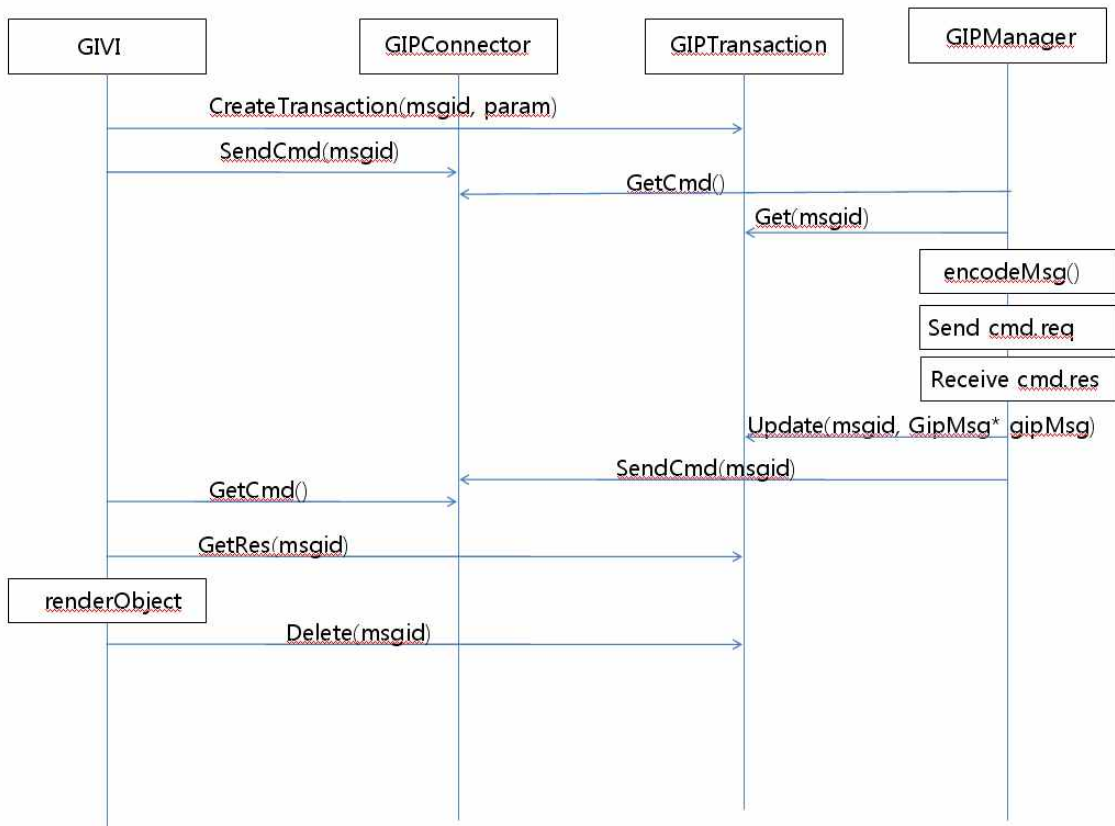 GIVI
GIPConnector
GIPTransaction
GIPManager
CreateTransaction(msgid, param)
SendCmd(msgid)
GetCmd()
Get(msgid)
encodeMsg()
Send cmd.req
Receive cmd.res
Update(msgid, GipMsg* gipMsg)
SendCmd(msgid)
GetCmd()
GetRes(msgid)
renderObject
Delete(msgid)